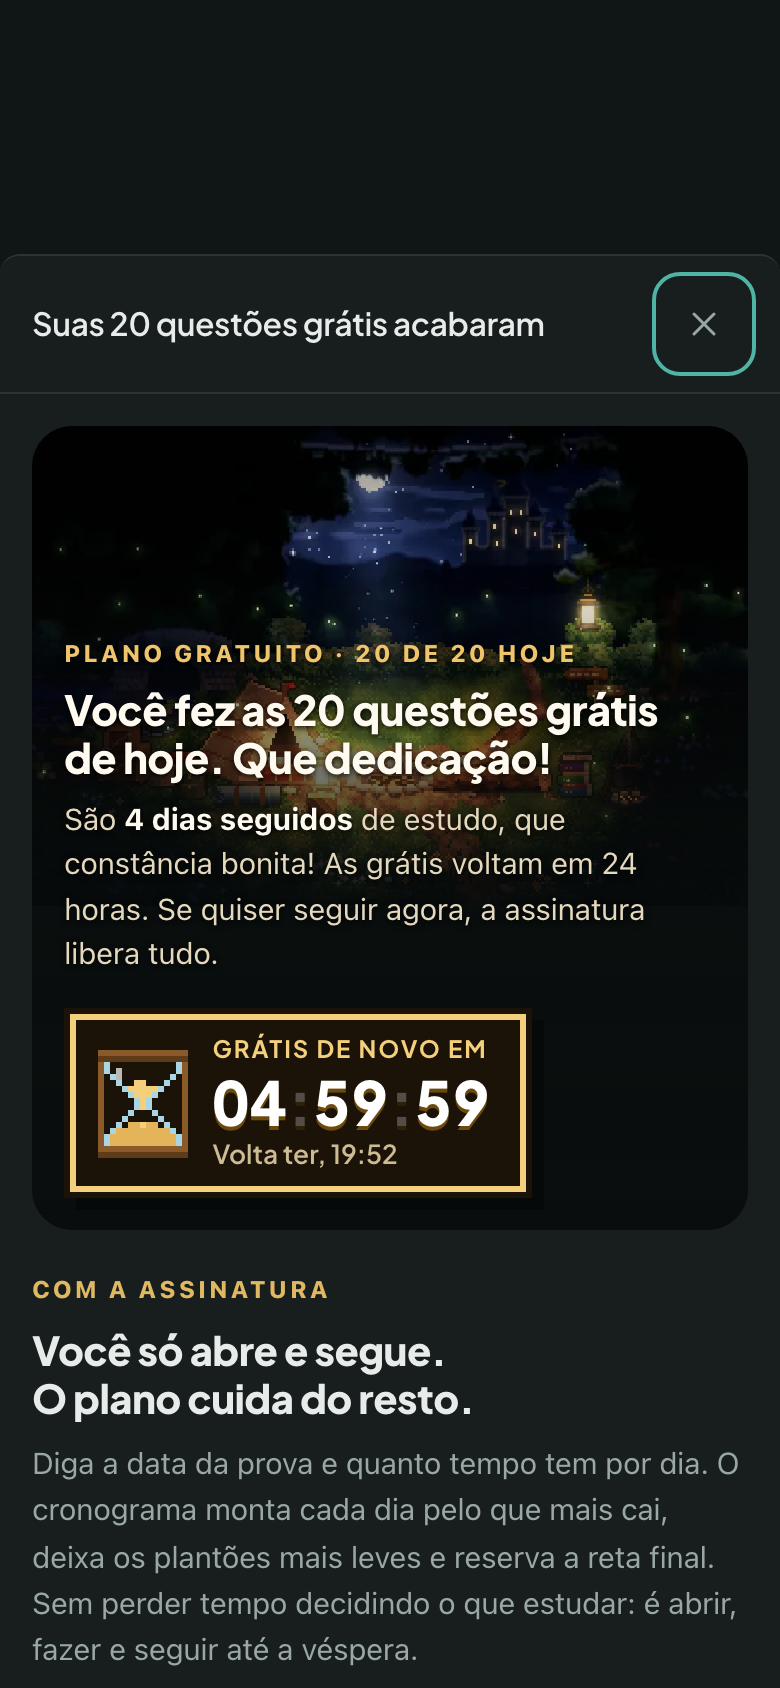 Suas 20 questões grátis acabaram
PLANO GRATUITO · 20 DE 20 HOJE
Você fez as 20 questões grátis
de hoje. Que dedicação!
São 4 dias seguidos de estudo, que
constância bonita! As grátis voltam em 24
horas. Se quiser seguir agora, a assinatura
libera tudo.
GRÁTIS DE NOVO EM
04:59:59
Volta ter, 19:52
COM A ASSINATURA
Você só abre e segue.
O plano cuida do resto.
Diga a data da prova e quanto tempo tem por dia. O
cronograma monta cada dia pelo que mais cai,
deixa os plantões mais leves e reserva a reta final.
Sem perder tempo decidindo o que estudar: é abrir,
fazer e seguir até a véspera.